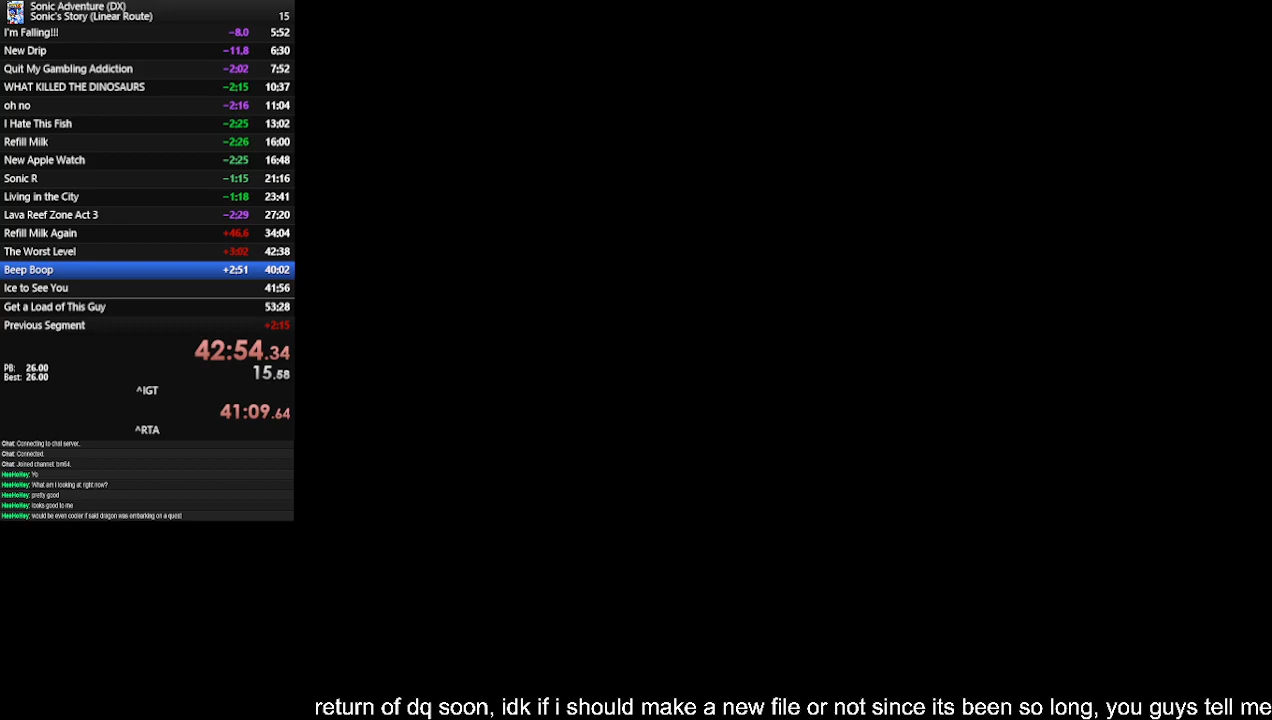 Sonic Adventure (DX)
Sonic's Story (Linear Route) 15
I'm Falling!!! −8.0 5:52
New Drip −11.8 6:30
Quit My Gambling Addiction −2:02 7:52
WHAT KILLED THE DINOSAURS −2:15 10:37
oh no −2:16 11:04
I Hate This Fish −2:25 13:02
Refill Milk −2:26 16:00
New Apple Watch −2:25 16:48
Sonic R −1:15 21:16
Living in the City −1:18 23:41
Lava Reef Zone Act 3 −2:29 27:20
Refill Milk Again +46.6 34:04
The Worst Level +3:02 42:38
Beep Boop +2:51 40:02
Ice to See You 41:56
Get a Load of This Guy 53:28
Previous Segment +2:15
42:54.34
PB: 26.00 15.58
Best: 26.00
^IGT
41:09.64
^RTA
Chat: Connecting to chat server.
Chat: Connected.
Chat: Joined channel: bm64.
HeeHoHey: Yo
HeeHoHey: What am I looking at right now?
HeeHoHey: pretty good
HeeHoHey: looks good to me
HeeHoHey: would be even cooler if said dragon was embarking on a quest
return of dq soon, idk if i should make a new file or not since its been so long, you guys tell me